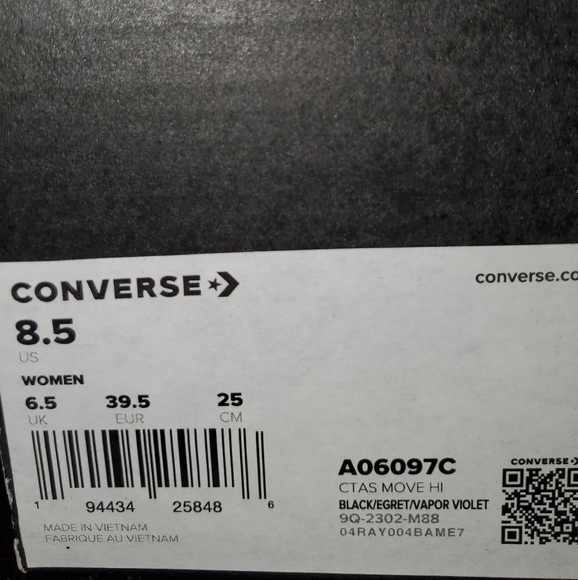 CONVERSE
converse.co
8.5
US
WOMEN
6.5 39.5 25
UK EUR CM
1 94434 25848 6
MADE IN VIETNAM
FABRIQUE AU VIETNAM
A06097C
CTAS MOVE HI
BLACK/EGRET/VAPOR VIOLET
9Q-2302-M88
04RAY004BAME7
CONVERSE